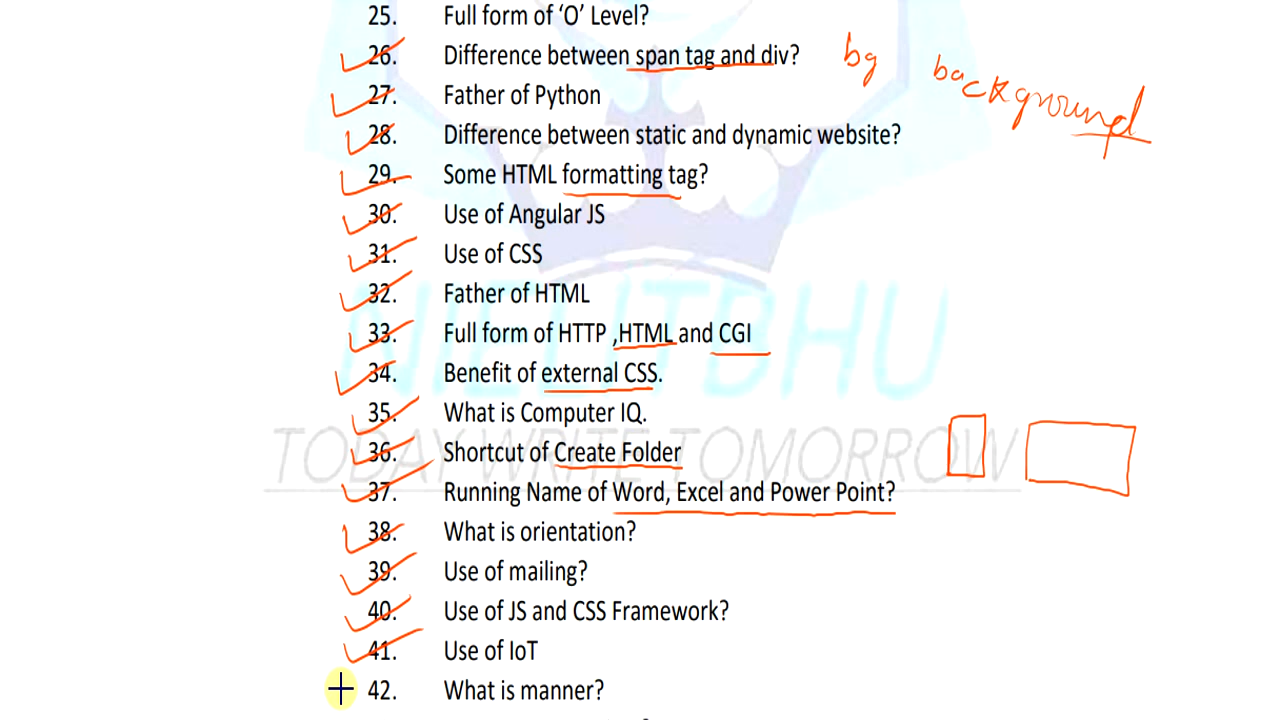 25. Full form of ‘O’ Level?
26. Difference between span tag and div? bg background
27. Father of Python
28. Difference between static and dynamic website?
29. Some HTML formatting tag?
30. Use of Angular JS
31. Use of CSS
32. Father of HTML
NIELITBHU
33. Full form of HTTP ,HTML and CGI
34. Benefit of external CSS.
35. What is Computer IQ.
TODAY WRITE TOMORROW
36. Shortcut of Create Folder
37. Running Name of Word, Excel and Power Point?
38. What is orientation?
39. Use of mailing?
40. Use of JS and CSS Framework?
41. Use of IoT
42. What is manner?